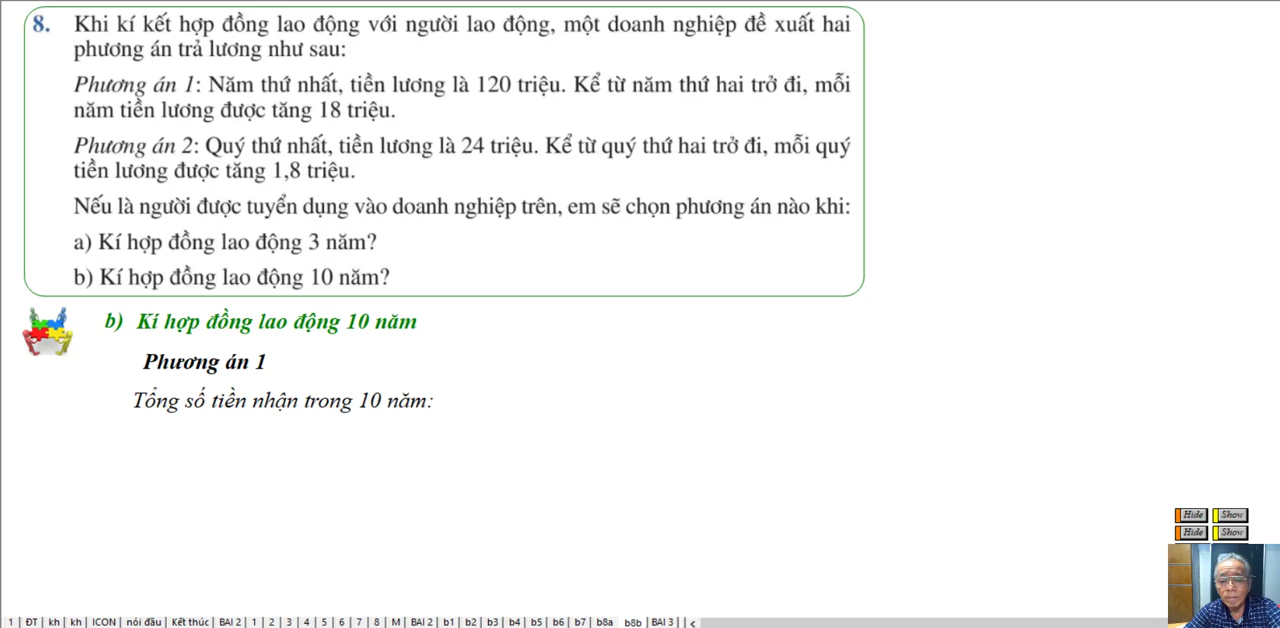 8. Khi kí kết hợp đồng lao động với người lao động, một doanh nghiệp đề xuất hai
phương án trả lương như sau:
Phương án 1: Năm thứ nhất, tiền lương là 120 triệu. Kể từ năm thứ hai trở đi, mỗi
năm tiền lương được tăng 18 triệu.
Phương án 2: Quý thứ nhất, tiền lương là 24 triệu. Kể từ quý thứ hai trở đi, mỗi quý
tiền lương được tăng 1,8 triệu.
Nếu là người được tuyển dụng vào doanh nghiệp trên, em sẽ chọn phương án nào khi:
a) Kí hợp đồng lao động 3 năm?
b) Kí hợp đồng lao động 10 năm?
b) Kí hợp đồng lao động 10 năm
Phương án 1
Tổng số tiền nhận trong 10 năm:
Hide Show
Hide Show
1 | ĐT | kh | kh | ICON | nói đầu | Kết thúc | BAI 2 | 1 | 2 | 3 | 4 | 5 | 6 | 7 | 8 | M | BAI 2 | b1 | b2 | b3 | b4 | b5 | b6 | b7 | b8a b8b | BAI 3 | | <